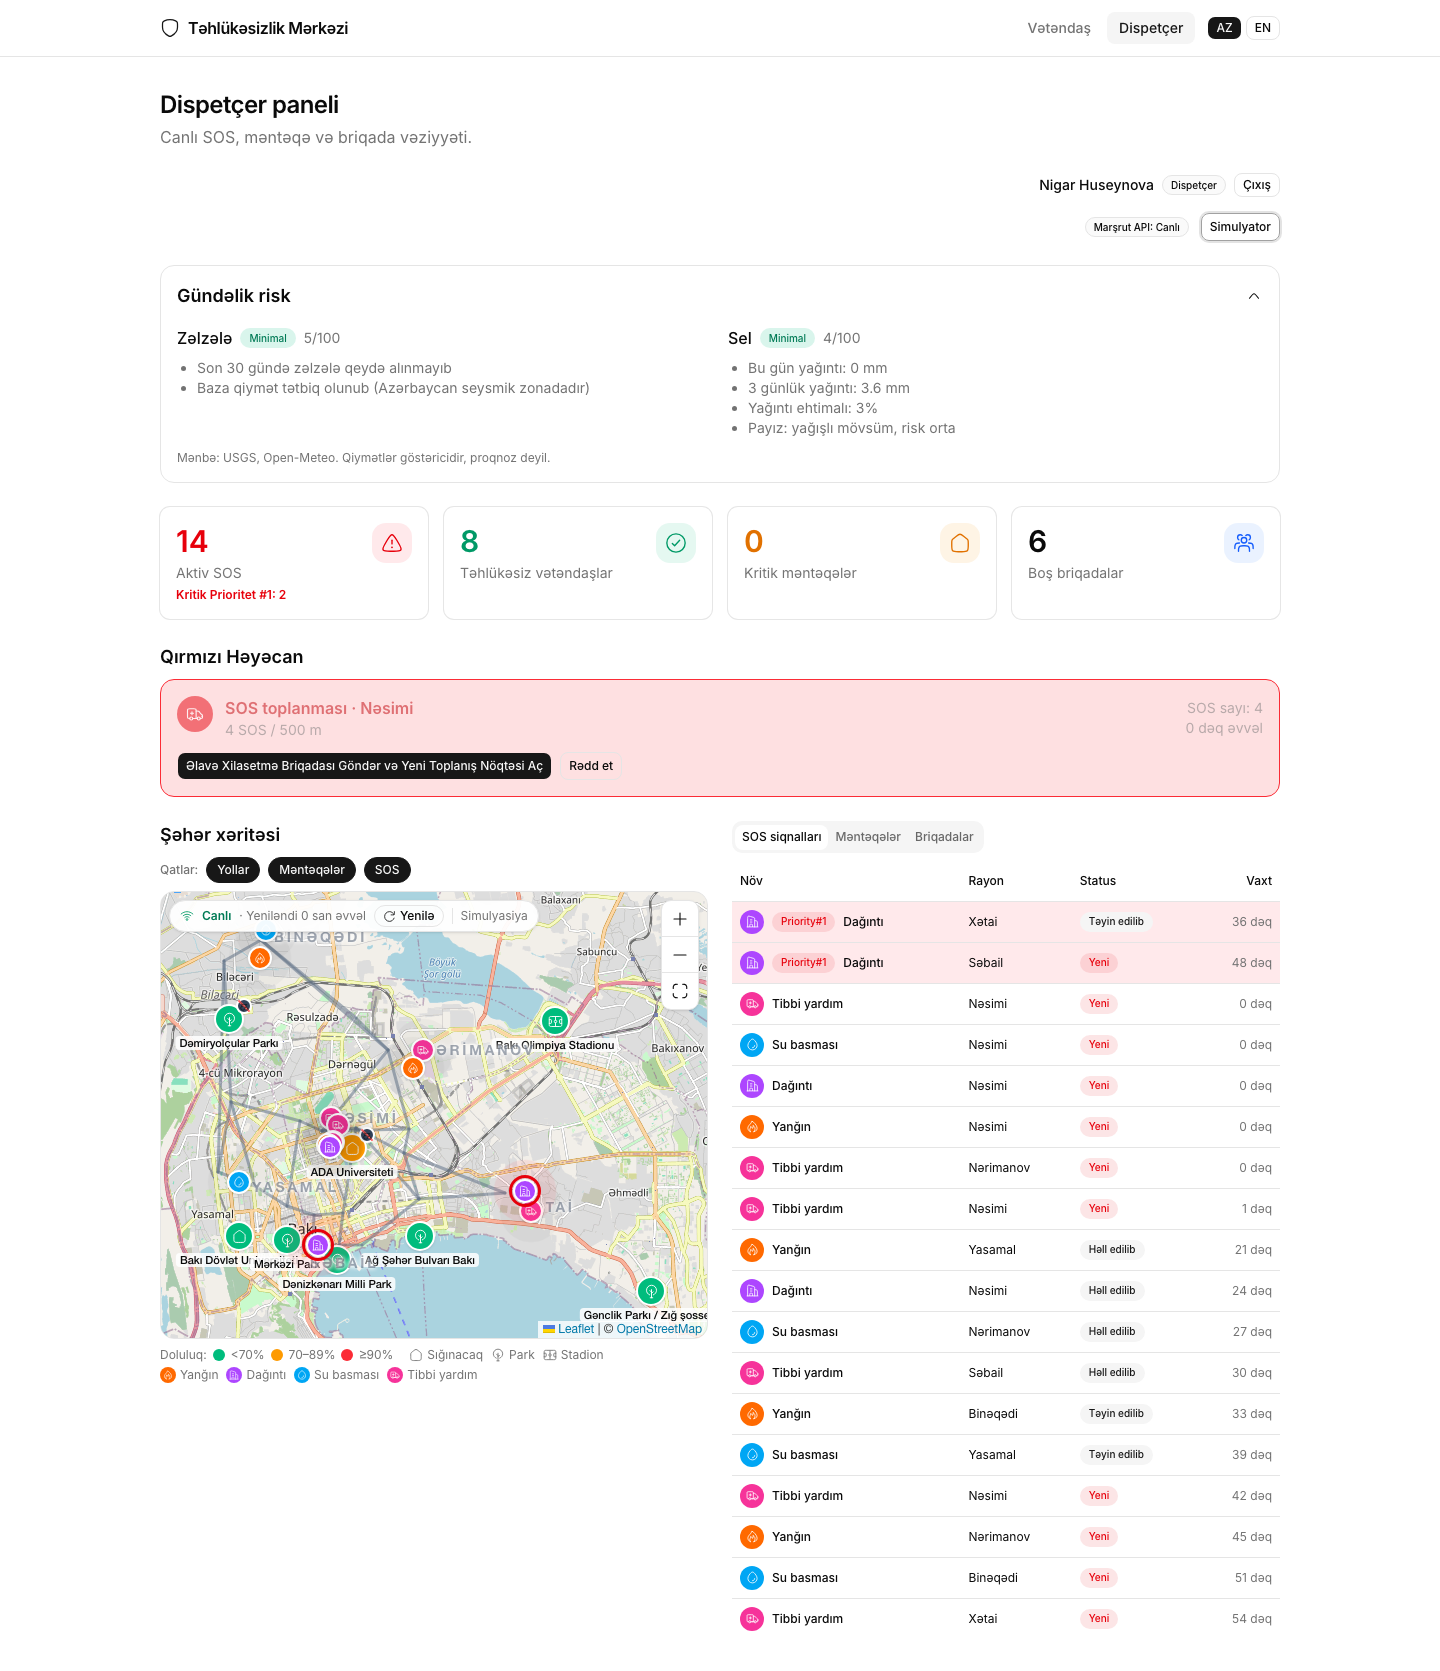 Təhlükəsizlik Mərkəzi
Vətəndaş
Dispetçer
AZ
EN
Dispetçer paneli
Canlı SOS, məntəqə və briqada vəziyyəti.
Nigar Huseynova
Dispetçer
Çıxış
Marşrut API: Canlı
Simulyator
Gündəlik risk
Zəlzələ Minimal 5/100
Son 30 gündə zəlzələ qeydə alınmayıb
Baza qiymət tətbiq olunub (Azərbaycan seysmik zonadadır)
Sel Minimal 4/100
Bu gün yağıntı: 0 mm
3 günlük yağıntı: 3.6 mm
Yağıntı ehtimalı: 3%
Payız: yağışlı mövsüm, risk orta
Mənbə: USGS, Open-Meteo. Qiymətlər göstəricidir, proqnoz deyil.
14
Aktiv SOS
Kritik Prioritet #1: 2
8
Təhlükəsiz vətəndaşlar
0
Kritik məntəqələr
6
Boş briqadalar
Qırmızı Həyəcan
SOS toplanması · Nəsimi
4 SOS / 500 m
SOS sayı: 4
0 dəq əvvəl
Əlavə Xilasetmə Briqadası Göndər və Yeni Toplanış Nöqtəsi Aç
Rədd et
Şəhər xəritəsi
Qatlar: Yollar Məntəqələr SOS
Canlı · Yeniləndi 0 san əvvəl Yenilə Simulyasiya
Balaxanı
BİNƏQƏDİ
Sabunçu
Biləcəri
Böyük
Şor gölü
Bilaçarı
Rəsulzadə
Dəmiryolçular Parkı
Bakı Olimpiya Stadionu
Bakıxanov
ƏRİMANOV
Dərnəgül
4-cü Mikrorayon
ƏSİMİ
ADA Universiteti
YASAMAL
Əhmədli
TAİ
Yasamal
Bakı
Bakı Dövlət U
Mərkəzi Park
Ağ Şəhər Bulvarı Bakı
Dənizkənarı Milli Park
Gənclik Parkı / Zığ şosse
Leaflet | © OpenStreetMap
Doluluq: <70% 70–89% ≥90% Sığınacaq Park Stadion
Yanğın Dağıntı Su basması Tibbi yardım
SOS siqnalları Məntəqələr Briqadalar
Növ Rayon Status Vaxt
Priority#1 Dağıntı Xətai Təyin edilib 36 dəq
Priority#1 Dağıntı Səbail Yeni 48 dəq
Tibbi yardım Nəsimi Yeni 0 dəq
Su basması Nəsimi Yeni 0 dəq
Dağıntı Nəsimi Yeni 0 dəq
Yanğın Nəsimi Yeni 0 dəq
Tibbi yardım Nərimanov Yeni 0 dəq
Tibbi yardım Nəsimi Yeni 1 dəq
Yanğın Yasamal Həll edilib 21 dəq
Dağıntı Nəsimi Həll edilib 24 dəq
Su basması Nərimanov Həll edilib 27 dəq
Tibbi yardım Səbail Həll edilib 30 dəq
Yanğın Binəqədi Təyin edilib 33 dəq
Su basması Yasamal Təyin edilib 39 dəq
Tibbi yardım Nəsimi Yeni 42 dəq
Yanğın Nərimanov Yeni 45 dəq
Su basması Binəqədi Yeni 51 dəq
Tibbi yardım Xətai Yeni 54 dəq